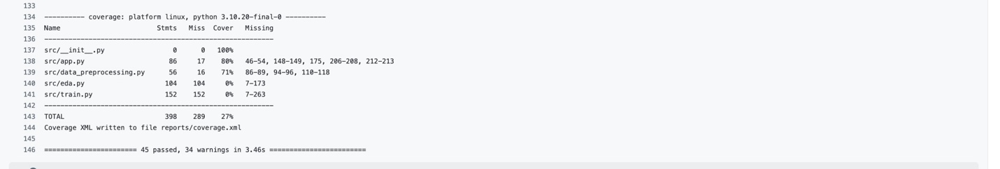 133
134 ---------- coverage: platform linux, python 3.10.20-final-0 ----------
135 Name                        Stmts   Miss  Cover   Missing
136 ---------------------------------------------------------
137 src/__init__.py                 0      0   100%
138 src/app.py                     86     17    80%   46-54, 148-149, 175, 206-208, 212-213
139 src/data_preprocessing.py      56     16    71%   86-89, 94-96, 110-118
140 src/eda.py                    104    104     0%   7-173
141 src/train.py                  152    152     0%   7-263
142 ---------------------------------------------------------
143 TOTAL                         398    289    27%
144 Coverage XML written to file reports/coverage.xml
145
146 ======================= 45 passed, 34 warnings in 3.46s ========================